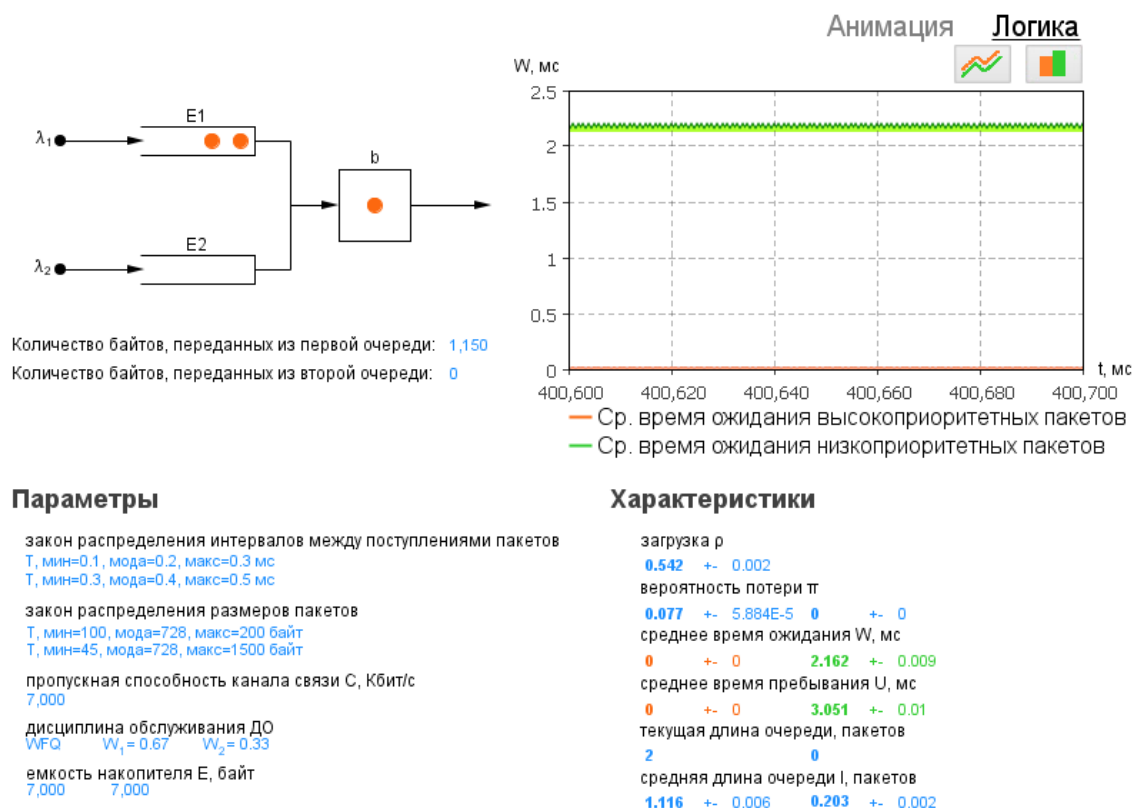 Анимация Логика
W, мс
2.5
2
1.5
1
0.5
0
400,600 400,620 400,640 400,660 400,680 400,700
t, мс
Ср. время ожидания высокоприоритетных пакетов
Ср. время ожидания низкоприоритетных пакетов
E1
λ1
b
E2
λ2
Количество байтов, переданных из первой очереди: 1,150
Количество байтов, переданных из второй очереди: 0
Параметры
закон распределения интервалов между поступлениями пакетов
T, мин=0.1, мода=0.2, макс=0.3 мс
T, мин=0.3, мода=0.4, макс=0.5 мс
закон распределения размеров пакетов
T, мин=100, мода=728, макс=200 байт
T, мин=45, мода=728, макс=1500 байт
пропускная способность канала связи C, Кбит/с
7,000
дисциплина обслуживания ДО
WFQ W1 = 0.67 W2 = 0.33
емкость накопителя E, байт
7,000 7,000
Характеристики
загрузка ρ
0.542 +- 0.002
вероятность потери π
0.077 +- 5.884E-5 0 +- 0
среднее время ожидания W, мс
0 +- 0 2.162 +- 0.009
среднее время пребывания U, мс
0 +- 0 3.051 +- 0.01
текущая длина очереди, пакетов
2 0
средняя длина очереди l, пакетов
1.116 +- 0.006 0.203 +- 0.002